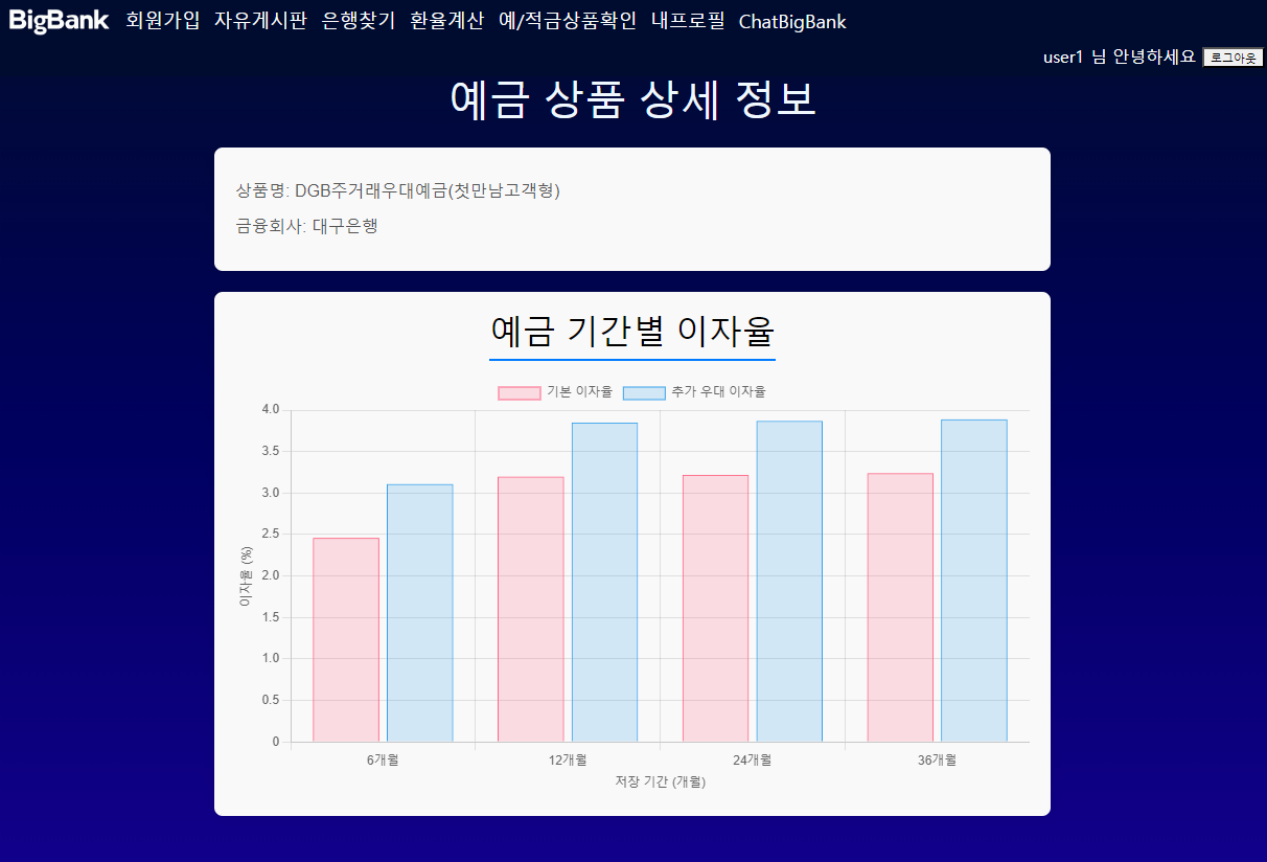 BigBank 회원가입 자유게시판 은행찾기 환율계산 예/적금상품확인 내프로필 ChatBigBank
user1 님 안녕하세요 로그아웃
예금 상품 상세 정보
상품명: DGB주거래우대예금(첫만남고객형)
금융회사: 대구은행
예금 기간별 이자율
기본 이자율 추가 우대 이자율
4.0
3.5
3.0
2.5
2.0
1.5
1.0
0.5
0
이자율 (%)
6개월 12개월 24개월 36개월
저장 기간 (개월)